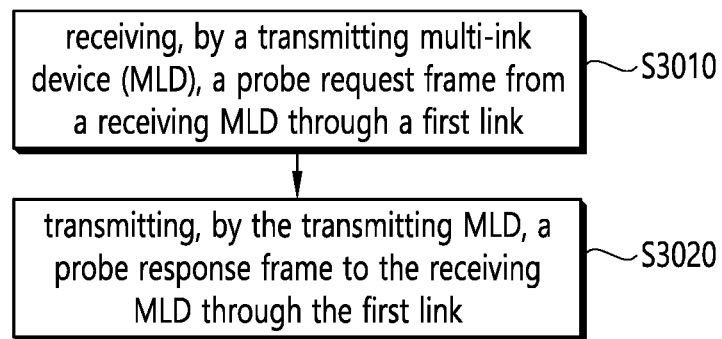 receiving, by a transmitting multi-ink
device (MLD), a probe request frame from
a receiving MLD through a first link
S3010
transmitting, by the transmitting MLD, a
probe response frame to the receiving
MLD through the first link
S3020